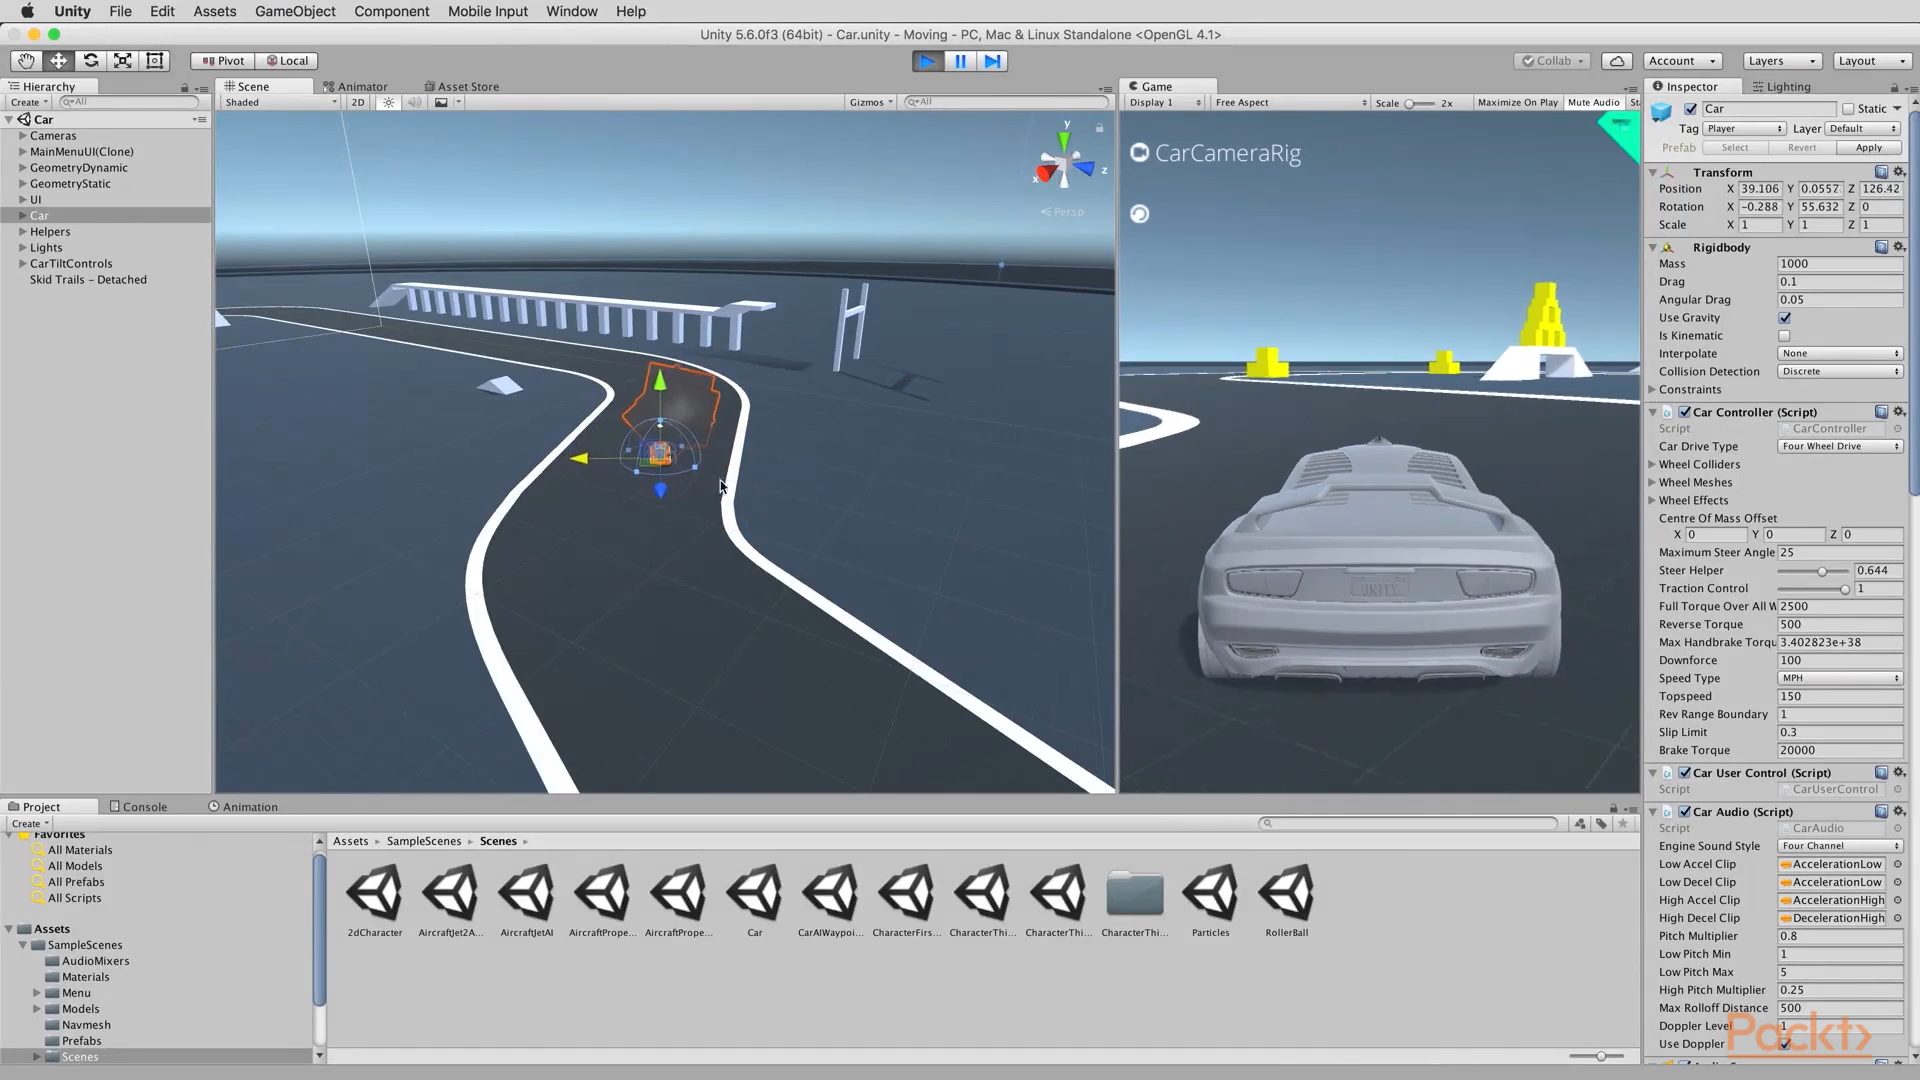 Unity File Edit Assets GameObject Component Mobile Input Window Help
Unity 5.6.0f3 (64bit) - Car.unity - Moving - PC, Mac & Linux Standalone <OpenGL 4.1>
Pivot Local Collab Account Layers Layout
Hierarchy
Create All
Car
Cameras
MainMenuUI(Clone)
GeometryDynamic
GeometryStatic
UI
Car
Helpers
Lights
CarTiltControls
Skid Trails - Detached
Scene Animator Asset Store
Shaded 2D Gizmos All
y
x z
Persp
Game
Display 1 Free Aspect Scale 2x Maximize On Play Mute Audio St
CarCameraRig
UNITY
Inspector Lighting
Car Static
Tag Player Layer Default
Prefab Select Revert Apply
Transform
Position X 39.106 Y 0.0557 Z 126.42
Rotation X -0.288 Y 55.632 Z 0
Scale X 1 Y 1 Z 1
Rigidbody
Mass 1000
Drag 0.1
Angular Drag 0.05
Use Gravity
Is Kinematic
Interpolate None
Collision Detection Discrete
Constraints
Car Controller (Script)
Script CarController
Car Drive Type Four Wheel Drive
Wheel Colliders
Wheel Meshes
Wheel Effects
Centre Of Mass Offset
X 0 Y 0 Z 0
Maximum Steer Angle 25
Steer Helper 0.644
Traction Control 1
Full Torque Over All W 2500
Reverse Torque 500
Max Handbrake Torqu 3.402823e+38
Downforce 100
Speed Type MPH
Topspeed 150
Rev Range Boundary 1
Slip Limit 0.3
Brake Torque 20000
Car User Control (Script)
Script CarUserControl
Car Audio (Script)
Script CarAudio
Engine Sound Style Four Channel
Low Accel Clip AccelerationLow
Low Decel Clip AccelerationLow
High Accel Clip AccelerationHigh
High Decel Clip DecelerationHigh
Pitch Multiplier 0.8
Low Pitch Min 1
Low Pitch Max 5
High Pitch Multiplier 0.25
Max Rolloff Distance 500
Doppler Level 1
Use Doppler
Packt>
Project Console Animation
Create
Favorites
All Materials
All Models
All Prefabs
All Scripts
Assets
SampleScenes
AudioMixers
Materials
Menu
Models
Navmesh
Prefabs
Scenes
Assets SampleScenes Scenes
2dCharacter AircraftJet2A... AircraftJetAI AircraftPrope... AircraftPrope... Car CarAIWaypoi... CharacterFirs... CharacterThi... CharacterThi... CharacterThi... Particles RollerBall